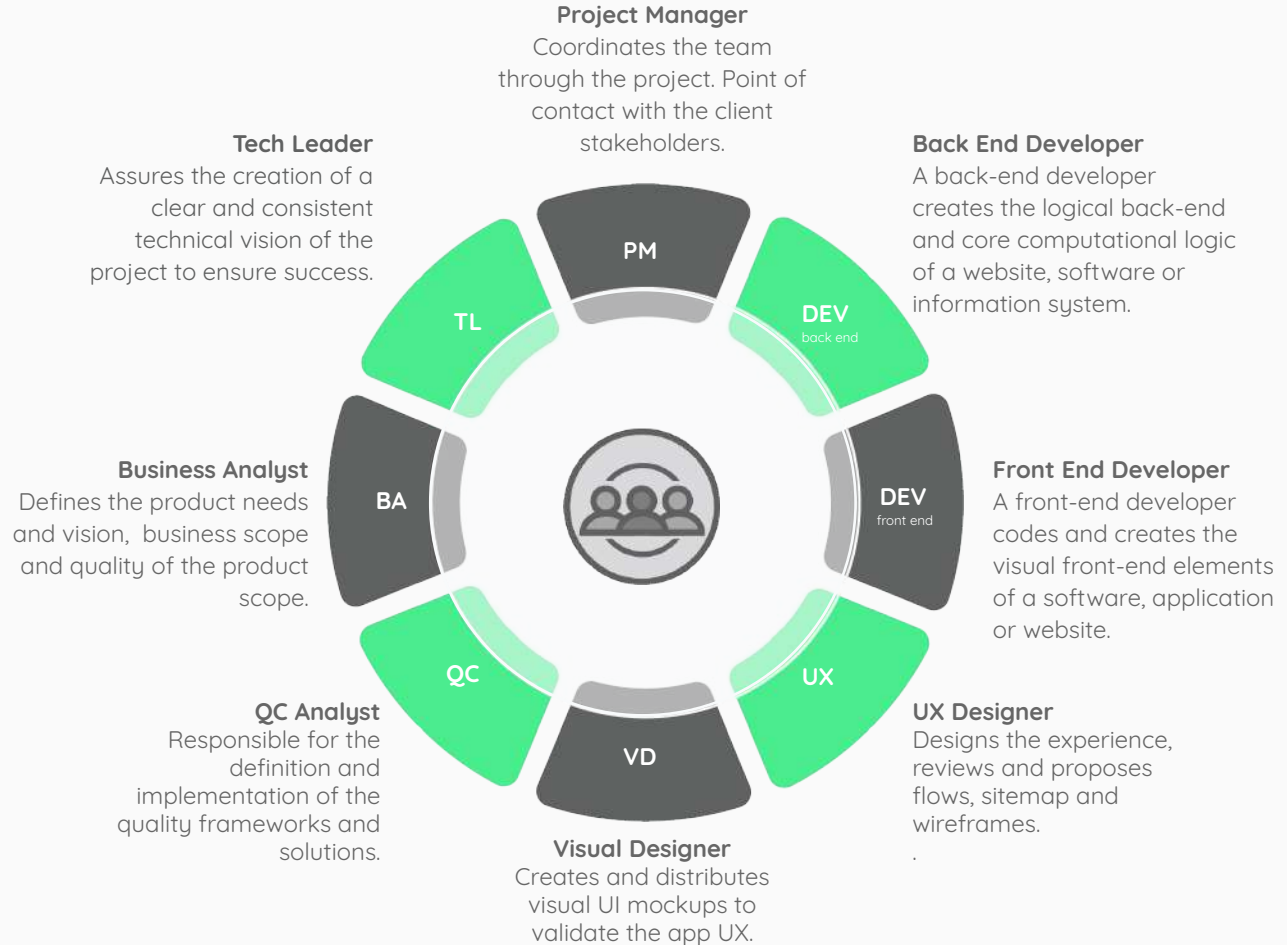 Project Manager
Coordinates the team
through the project. Point of
contact with the client
stakeholders.
Tech Leader
Assures the creation of a
clear and consistent
technical vision of the
project to ensure success.
Back End Developer
A back-end developer
creates the logical back-end
and core computational logic
of a website, software or
information system.
PM
TL
DEV
back end
Business Analyst
Defines the product needs
and vision,  business scope
and quality of the product
scope.
BA
DEV
front end
Front End Developer
A front-end developer
codes and creates the
visual front-end elements
of a software, application
or website.
QC
UX
VD
QC Analyst
Responsible for the
definition and
implementation of the
quality frameworks and
solutions.
UX Designer
Designs the experience,
reviews and proposes
flows, sitemap and
wireframes.
.
Visual Designer
Creates and distributes
visual UI mockups to
validate the app UX.